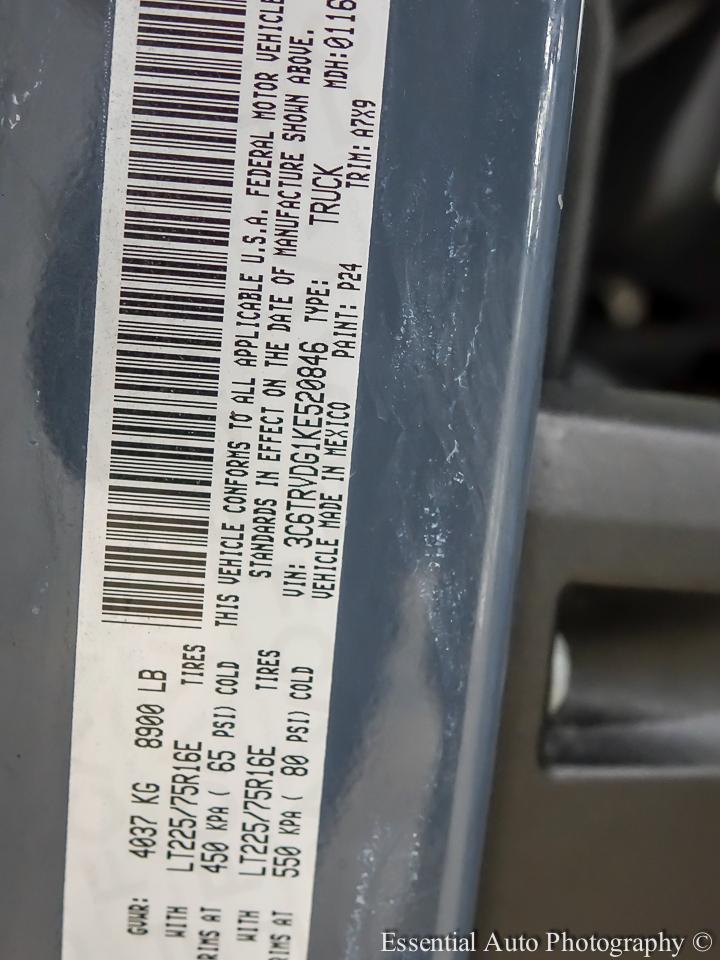 GVWR: 4037 KG 8900 LB
WITH LT225/75R16E TIRES
RIMS AT 450 KPA ( 65 PSI) COLD
WITH LT225/75R16E TIRES
RIMS AT 550 KPA ( 80 PSI) COLD
THIS VEHICLE CONFORMS TO ALL APPLICABLE U.S.A. FEDERAL MOTOR VEHICLE
STANDARDS IN EFFECT ON THE DATE OF MANUFACTURE SHOWN ABOVE.
VIN: 3C6TRVDG1KE520846 TYPE: TRUCK MDH:0116
VEHICLE MADE IN MEXICO PAINT: P24 TRIM: A7X9
Essential Auto Photography ©